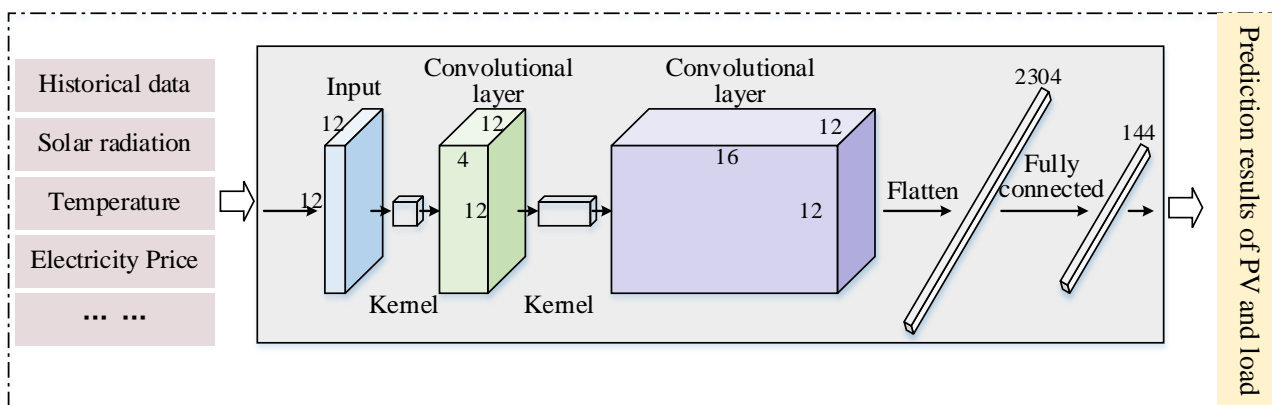 Historical data
Solar radiation
Temperature
Electricity Price
... ...
Input
12
12
Kernel
Convolutional
layer
12
4
12
Kernel
Convolutional
layer
12
16
12
Flatten
2304
Fully
connected
144
Prediction results of PV and load